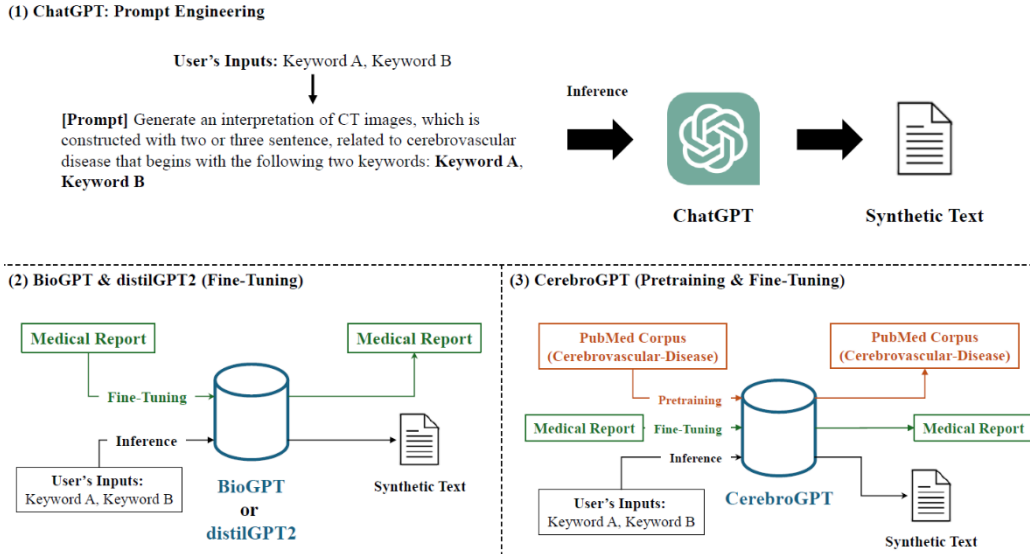 (1) ChatGPT: Prompt Engineering
User's Inputs: Keyword A, Keyword B
[Prompt] Generate an interpretation of CT images, which is
constructed with two or three sentence, related to cerebrovascular
disease that begins with the following two keywords: Keyword A,
Keyword B
Inference
ChatGPT
Synthetic Text
(2) BioGPT & distilGPT2 (Fine-Tuning)
Medical Report
Medical Report
Fine-Tuning
Inference
User's Inputs:
Keyword A, Keyword B
BioGPT
or
distilGPT2
Synthetic Text
(3) CerebroGPT (Pretraining & Fine-Tuning)
PubMed Corpus
(Cerebrovascular-Disease)
PubMed Corpus
(Cerebrovascular-Disease)
Pretraining
Medical Report
Fine-Tuning
Medical Report
Inference
User's Inputs:
Keyword A, Keyword B
CerebroGPT
Synthetic Text